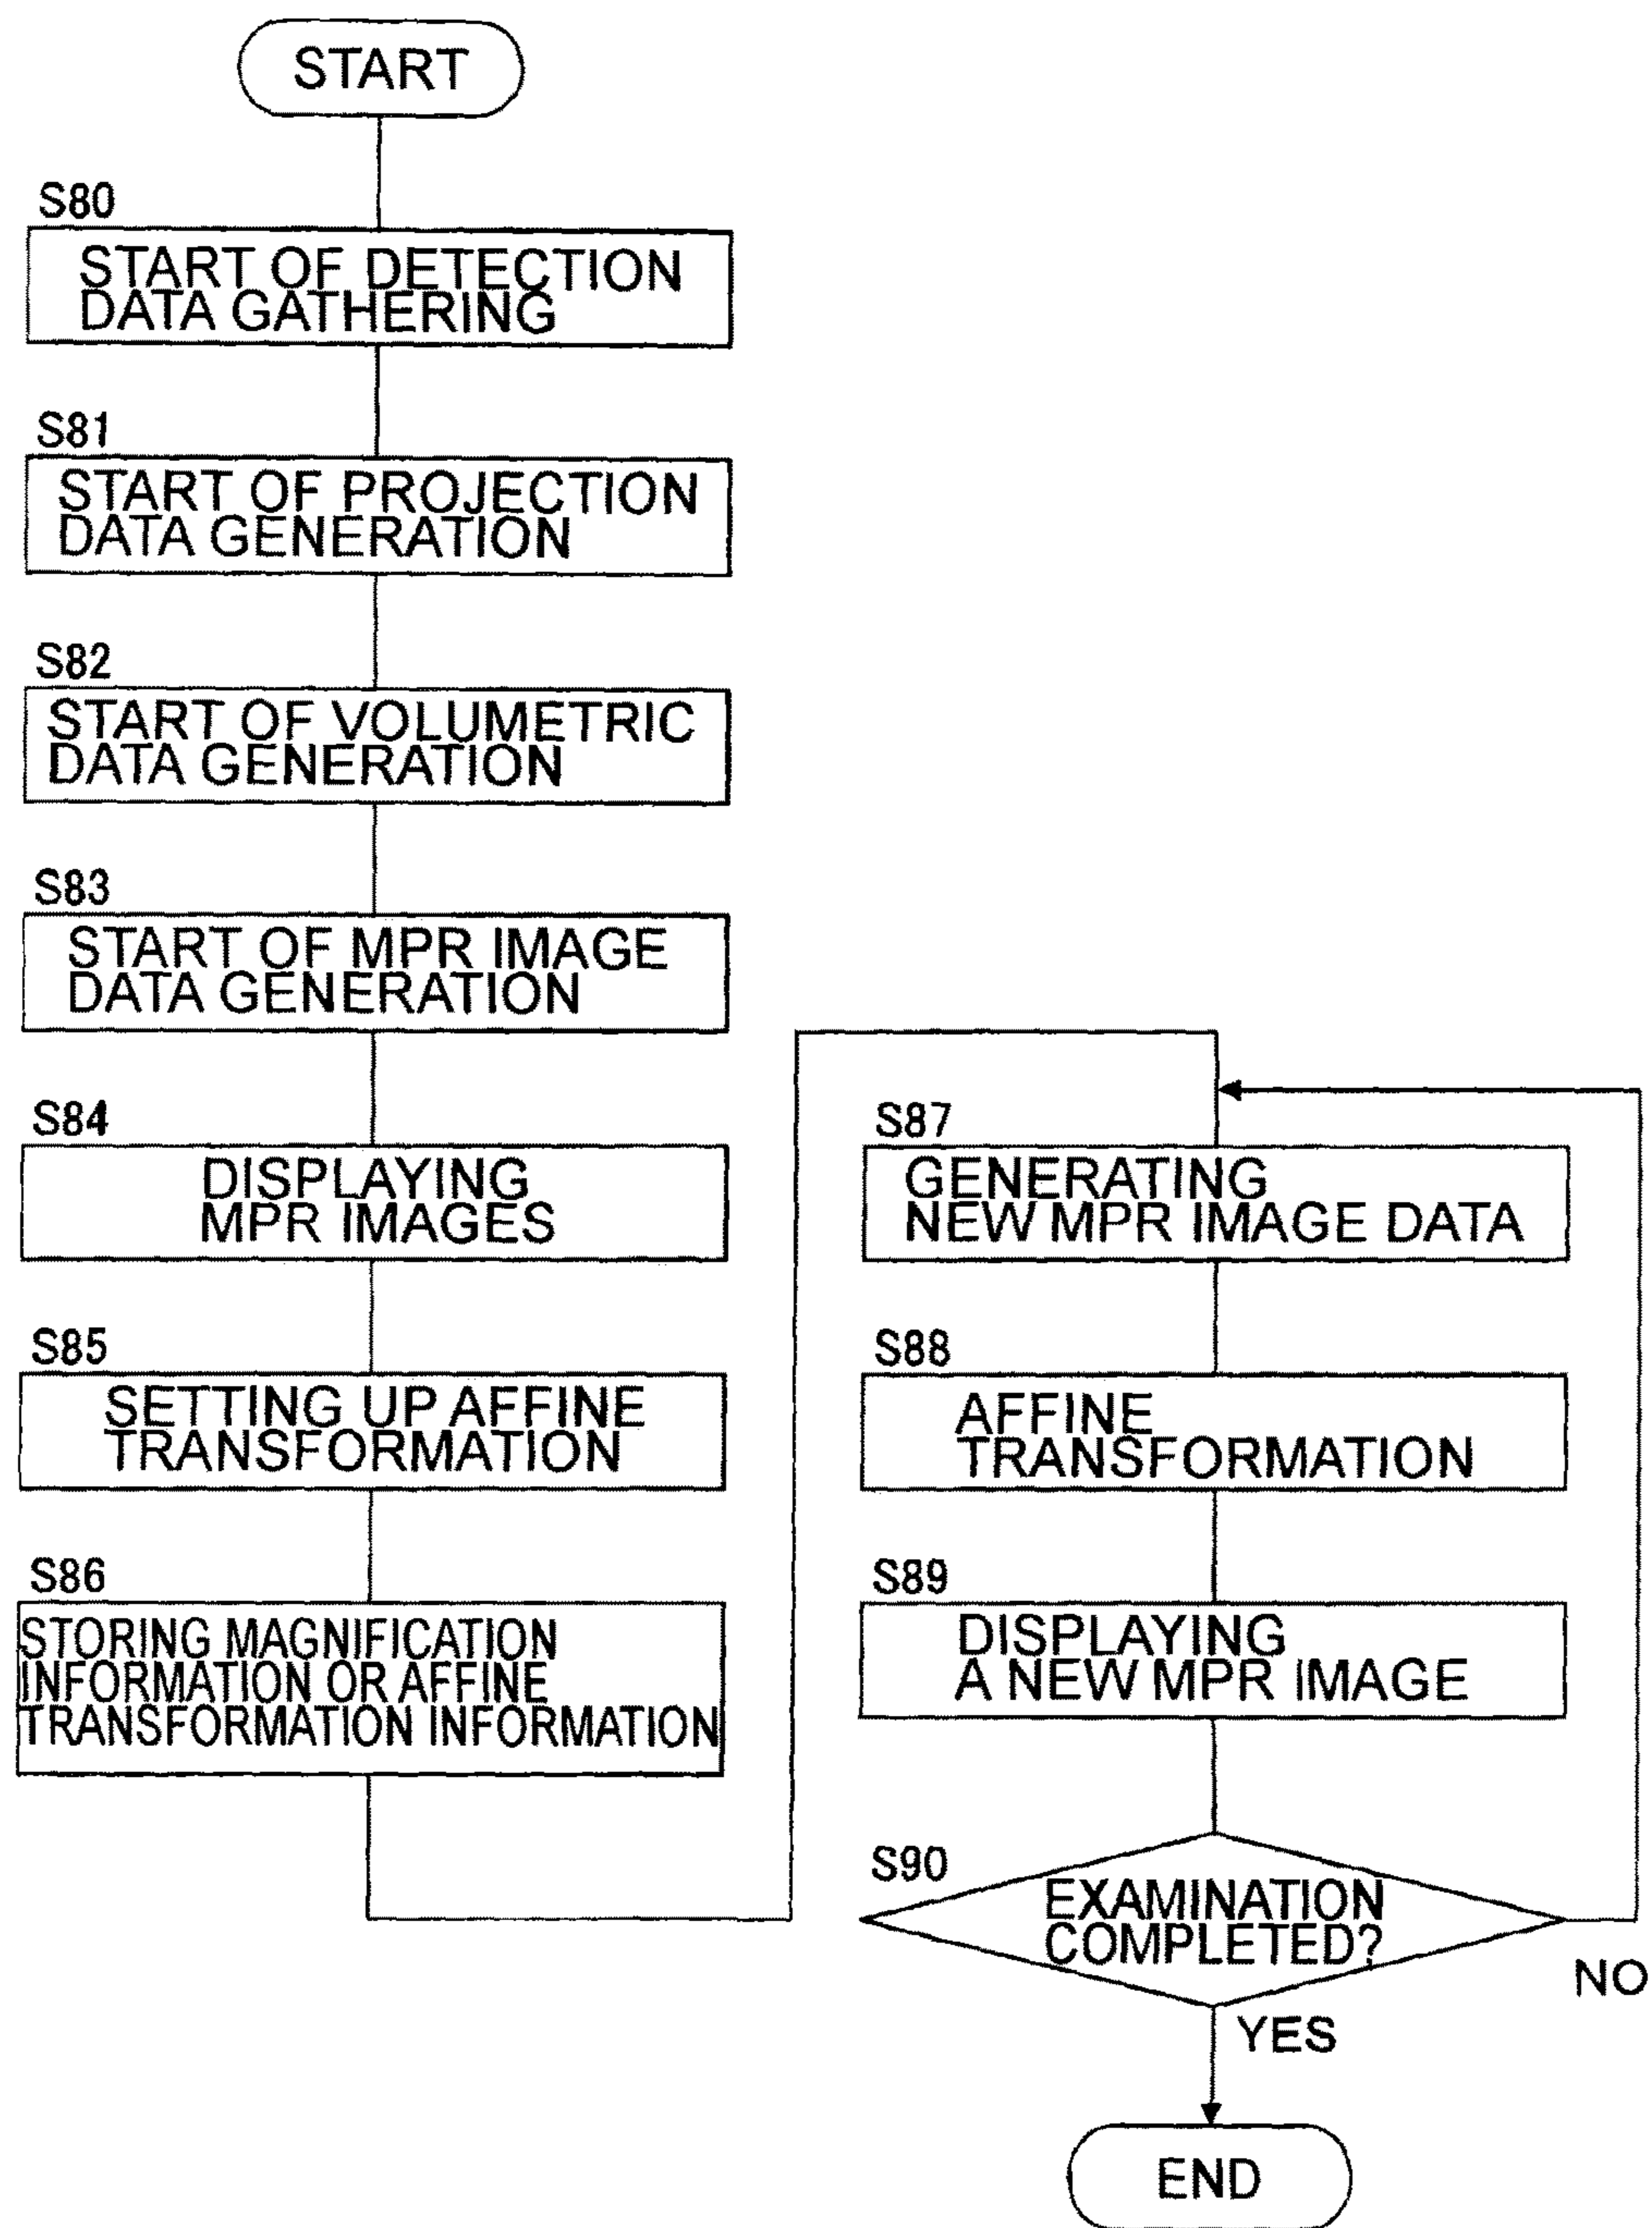 START
S80
START OF DETECTION
DATA GATHERING
S81
START OF PROJECTION
DATA GENERATION
S82
START OF VOLUMETRIC
DATA GENERATION
S83
START OF MPR IMAGE
DATA GENERATION
S84
DISPLAYING
MPR IMAGES
S85
SETTING UP AFFINE
TRANSFORMATION
S86
STORING MAGNIFICATION
INFORMATION OR AFFINE
TRANSFORMATION INFORMATION
S87
GENERATING
NEW MPR IMAGE DATA
S88
AFFINE
TRANSFORMATION
S89
DISPLAYING
A NEW MPR IMAGE
S90
EXAMINATION
COMPLETED?
NO
YES
END